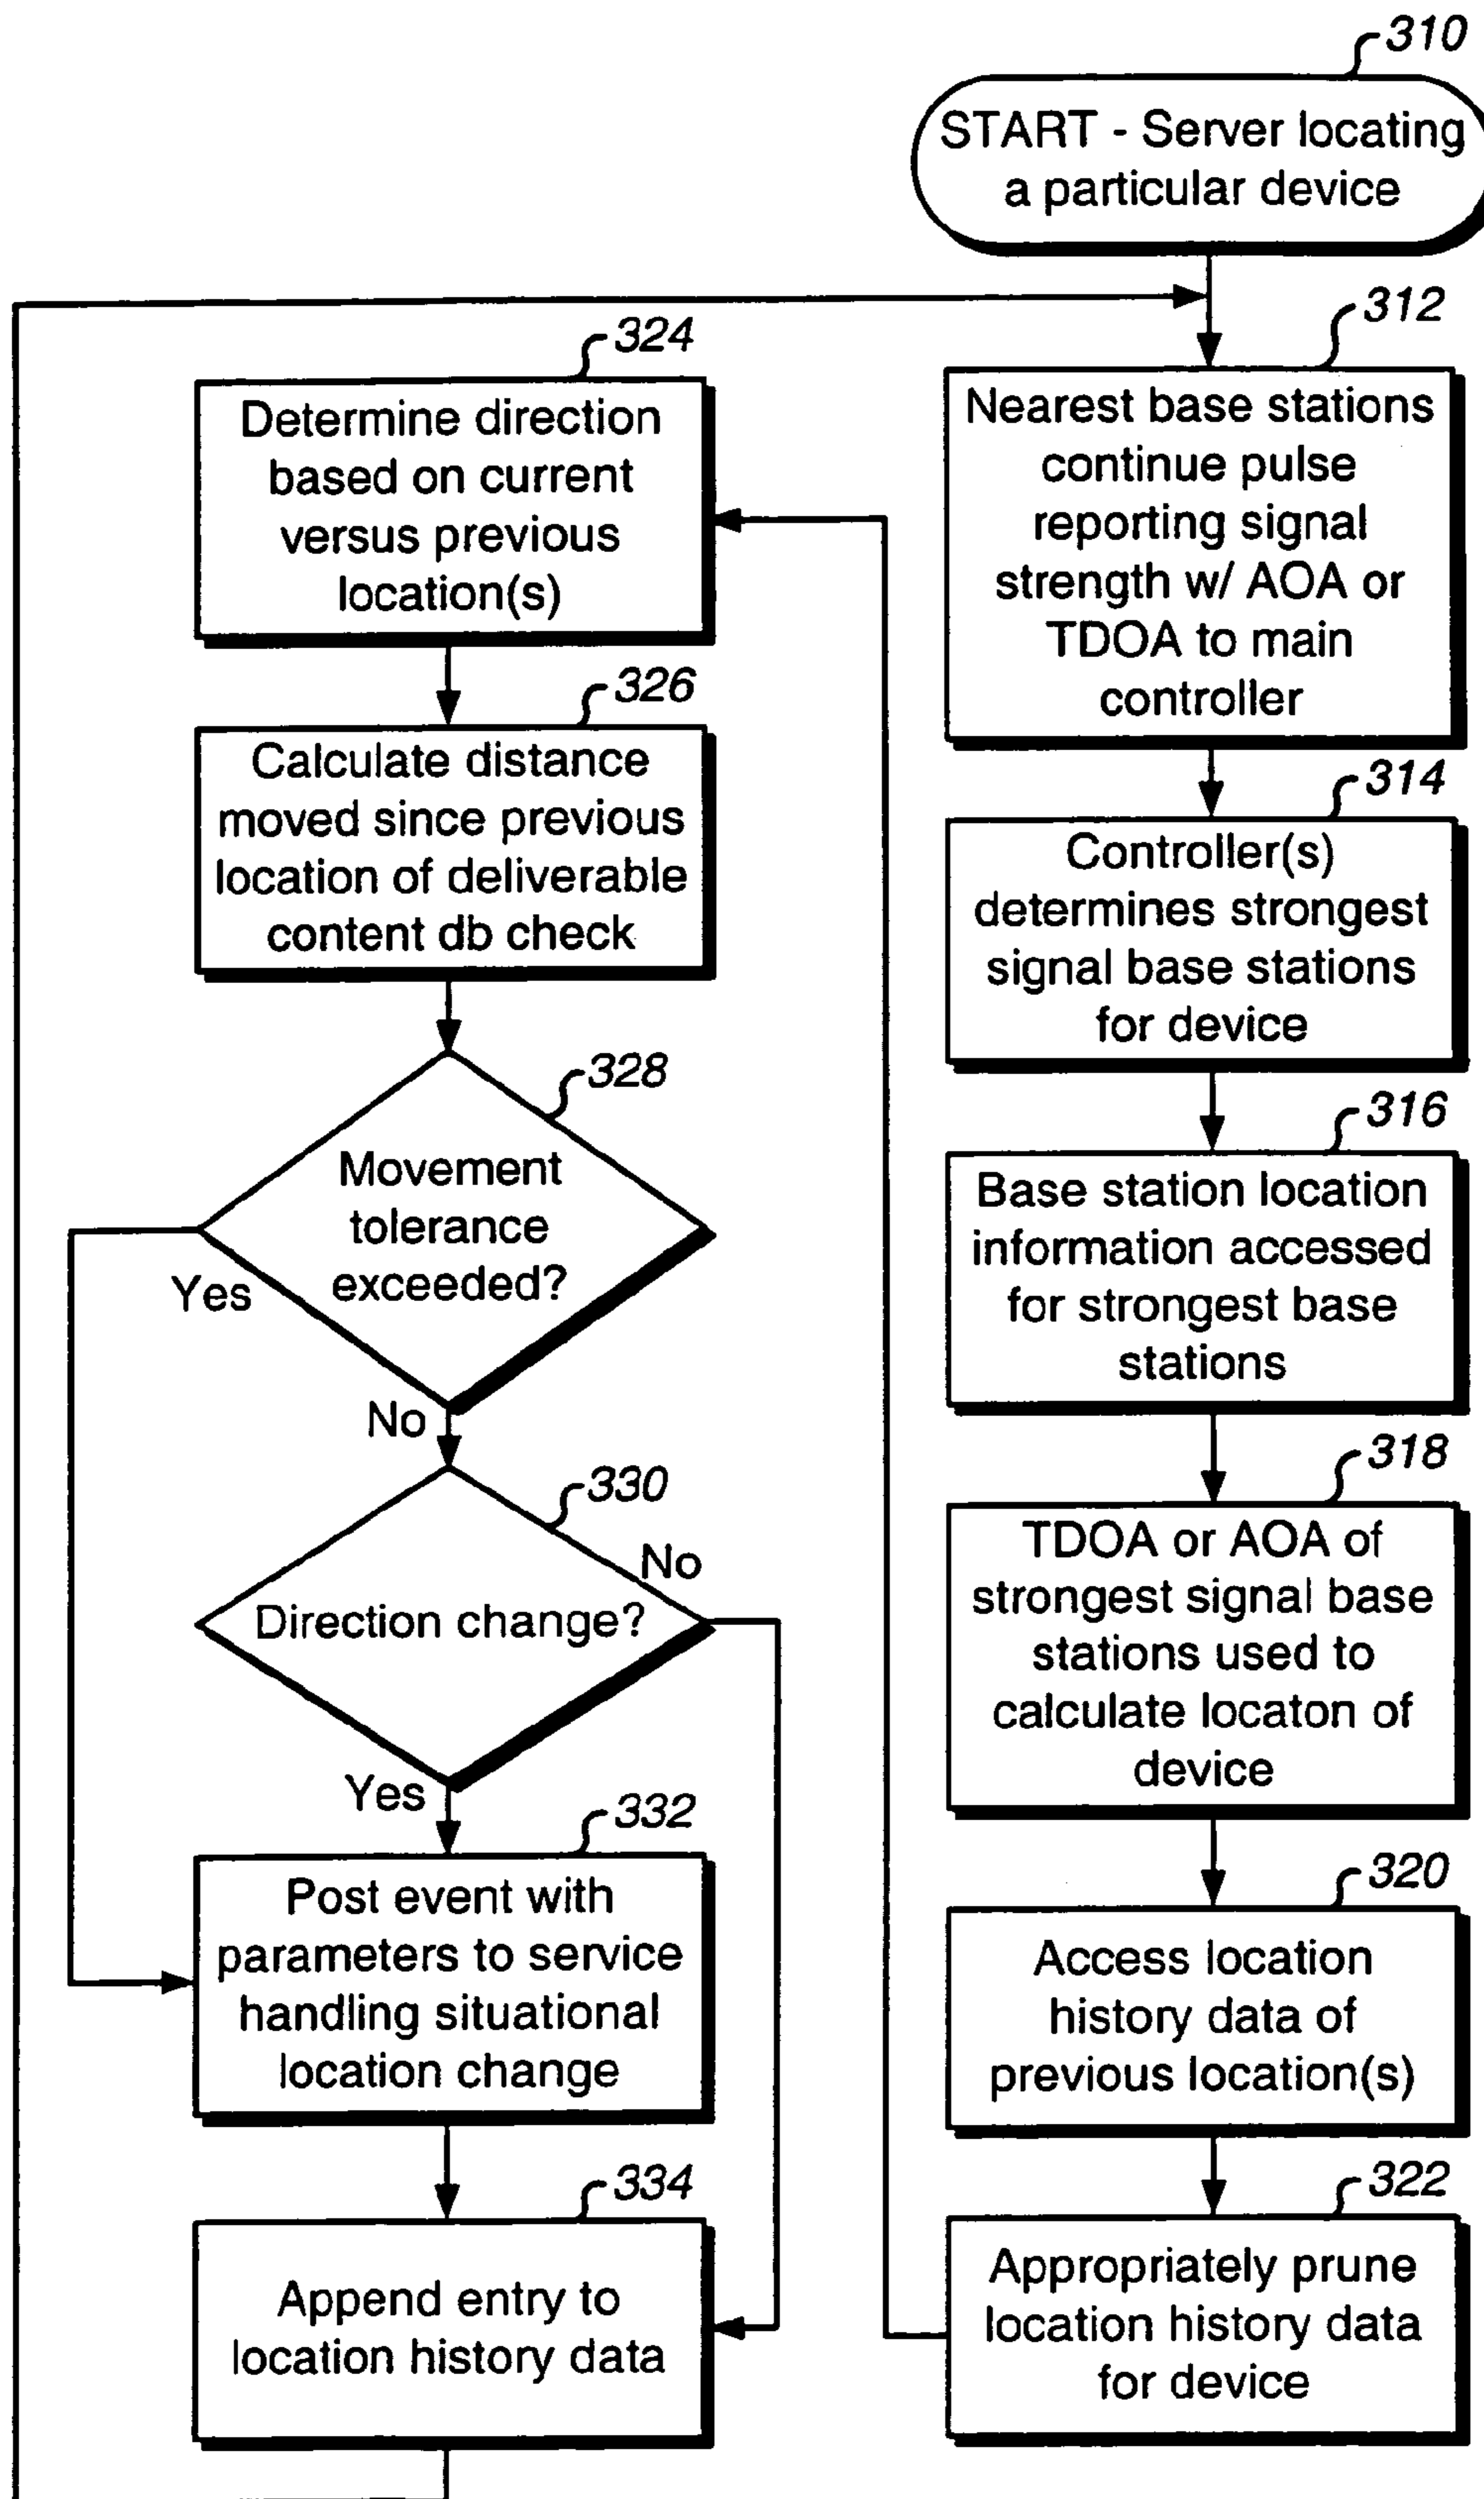 310
START - Server locating
a particular device
312
Nearest base stations
continue pulse
reporting signal
strength w/ AOA or
TDOA to main
controller
314
Controller(s)
determines strongest
signal base stations
for device
316
Base station location
information accessed
for strongest base
stations
318
TDOA or AOA of
strongest signal base
stations used to
calculate locaton of
device
320
Access location
history data of
previous location(s)
322
Appropriately prune
location history data
for device
324
Determine direction
based on current
versus previous
location(s)
326
Calculate distance
moved since previous
location of deliverable
content db check
328
Movement
tolerance
exceeded?
Yes
No
330
No
Direction change?
Yes
332
Post event with
parameters to service
handling situational
location change
334
Append entry to
location history data